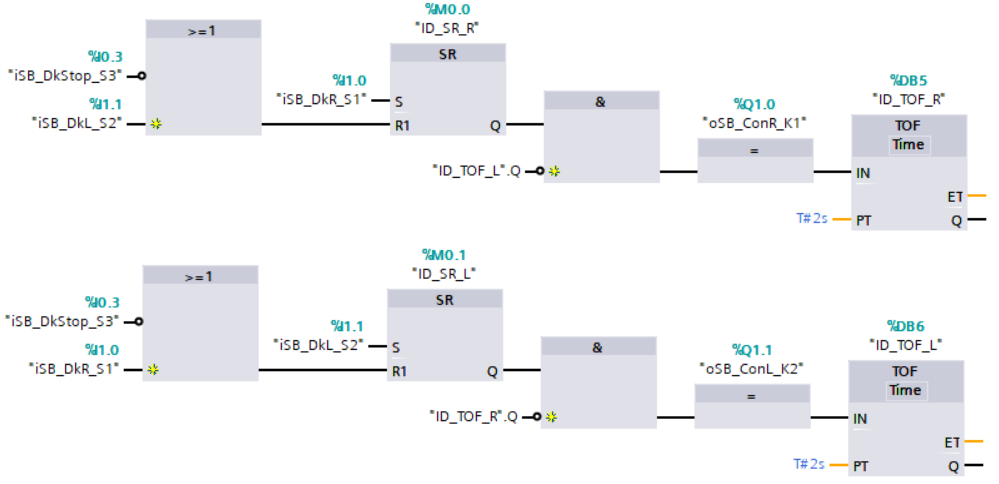 %M0.0
"ID_SR_R"
>=1
SR
%I0.3
"iSB_DkStop_S3"
%I1.0
"iSB_DkR_S1"
S
%I1.1
"iSB_DkL_S2"
R1
Q
&
"ID_TOF_L".Q
%Q1.0
"oSB_ConR_K1"
=
%DB5
"ID_TOF_R"
TOF
Time
IN
ET
T#2s
PT
Q
%M0.1
"ID_SR_L"
>=1
SR
%I0.3
"iSB_DkStop_S3"
%I1.1
"iSB_DkL_S2"
S
%I1.0
"iSB_DkR_S1"
R1
Q
&
"ID_TOF_R".Q
%Q1.1
"oSB_ConL_K2"
=
%DB6
"ID_TOF_L"
TOF
Time
IN
ET
T#2s
PT
Q